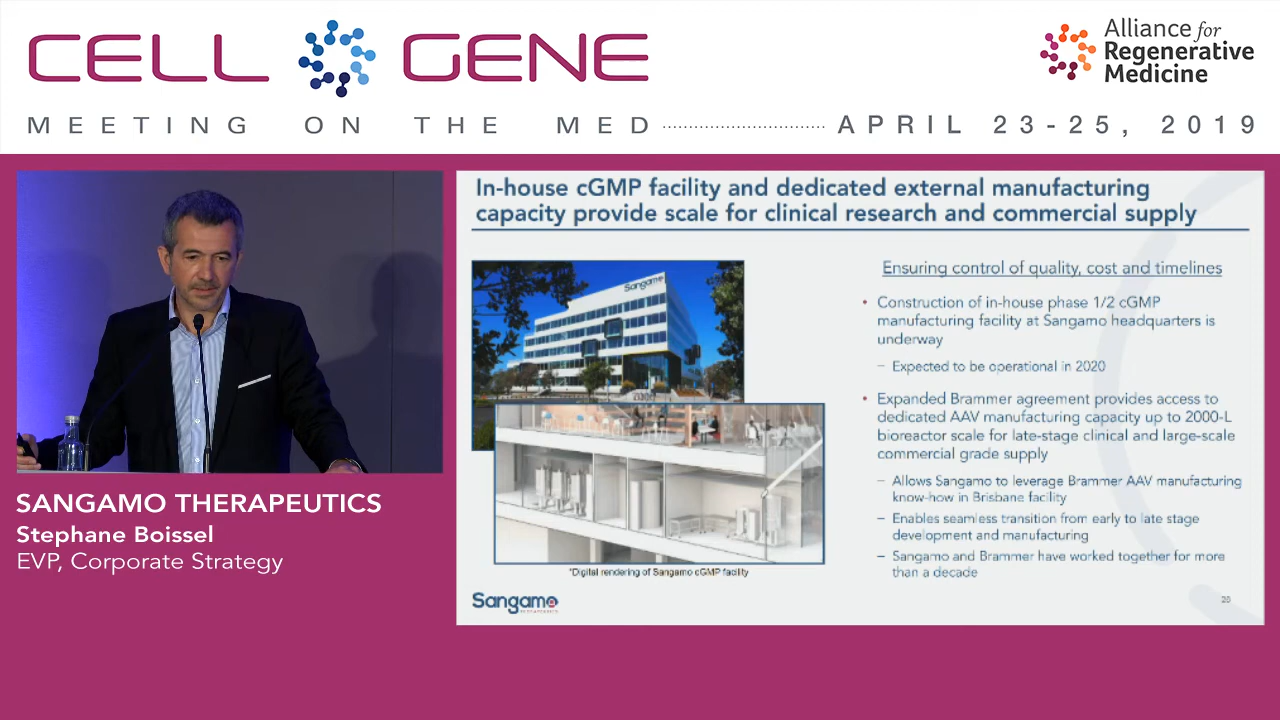 CELL GENE
Alliance for
Regenerative
Medicine
MEETING ON THE MED
APRIL 23-25, 2019
In-house cGMP facility and dedicated external manufacturing
capacity provide scale for clinical research and commercial supply
Sangamo
Ensuring control of quality, cost and timelines
• Construction of in-house phase 1/2 cGMP
manufacturing facility at Sangamo headquarters is
underway
– Expected to be operational in 2020
• Expanded Brammer agreement provides access to
dedicated AAV manufacturing capacity up to 2000-L
bioreactor scale for late-stage clinical and large-scale
commercial grade supply
– Allows Sangamo to leverage Brammer AAV manufacturing
know-how in Brisbane facility
– Enables seamless transition from early to late stage
development and manufacturing
– Sangamo and Brammer have worked together for more
than a decade
*Digital rendering of Sangamo cGMP facility
Sangamo
THERAPEUTICS
20
SANGAMO THERAPEUTICS
Stephane Boissel
EVP, Corporate Strategy